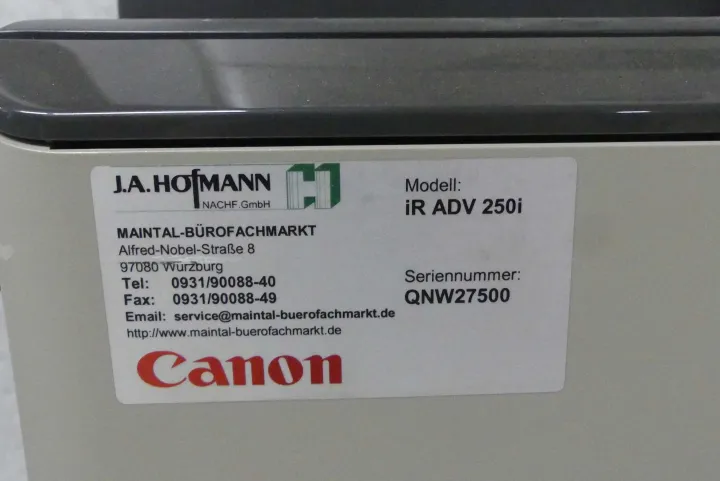 J.A. HOFMANN
NACHF. GmbH
MAINTAL-BÜROFACHMARKT
Alfred-Nobel-Straße 8
97080 Würzburg
Tel: 0931/90088-40
Fax: 0931/90088-49
Email: service@maintal-buerofachmarkt.de
http://www.maintal-buerofachmarkt.de
Canon
Modell:
iR ADV 250i
Seriennummer:
QNW27500